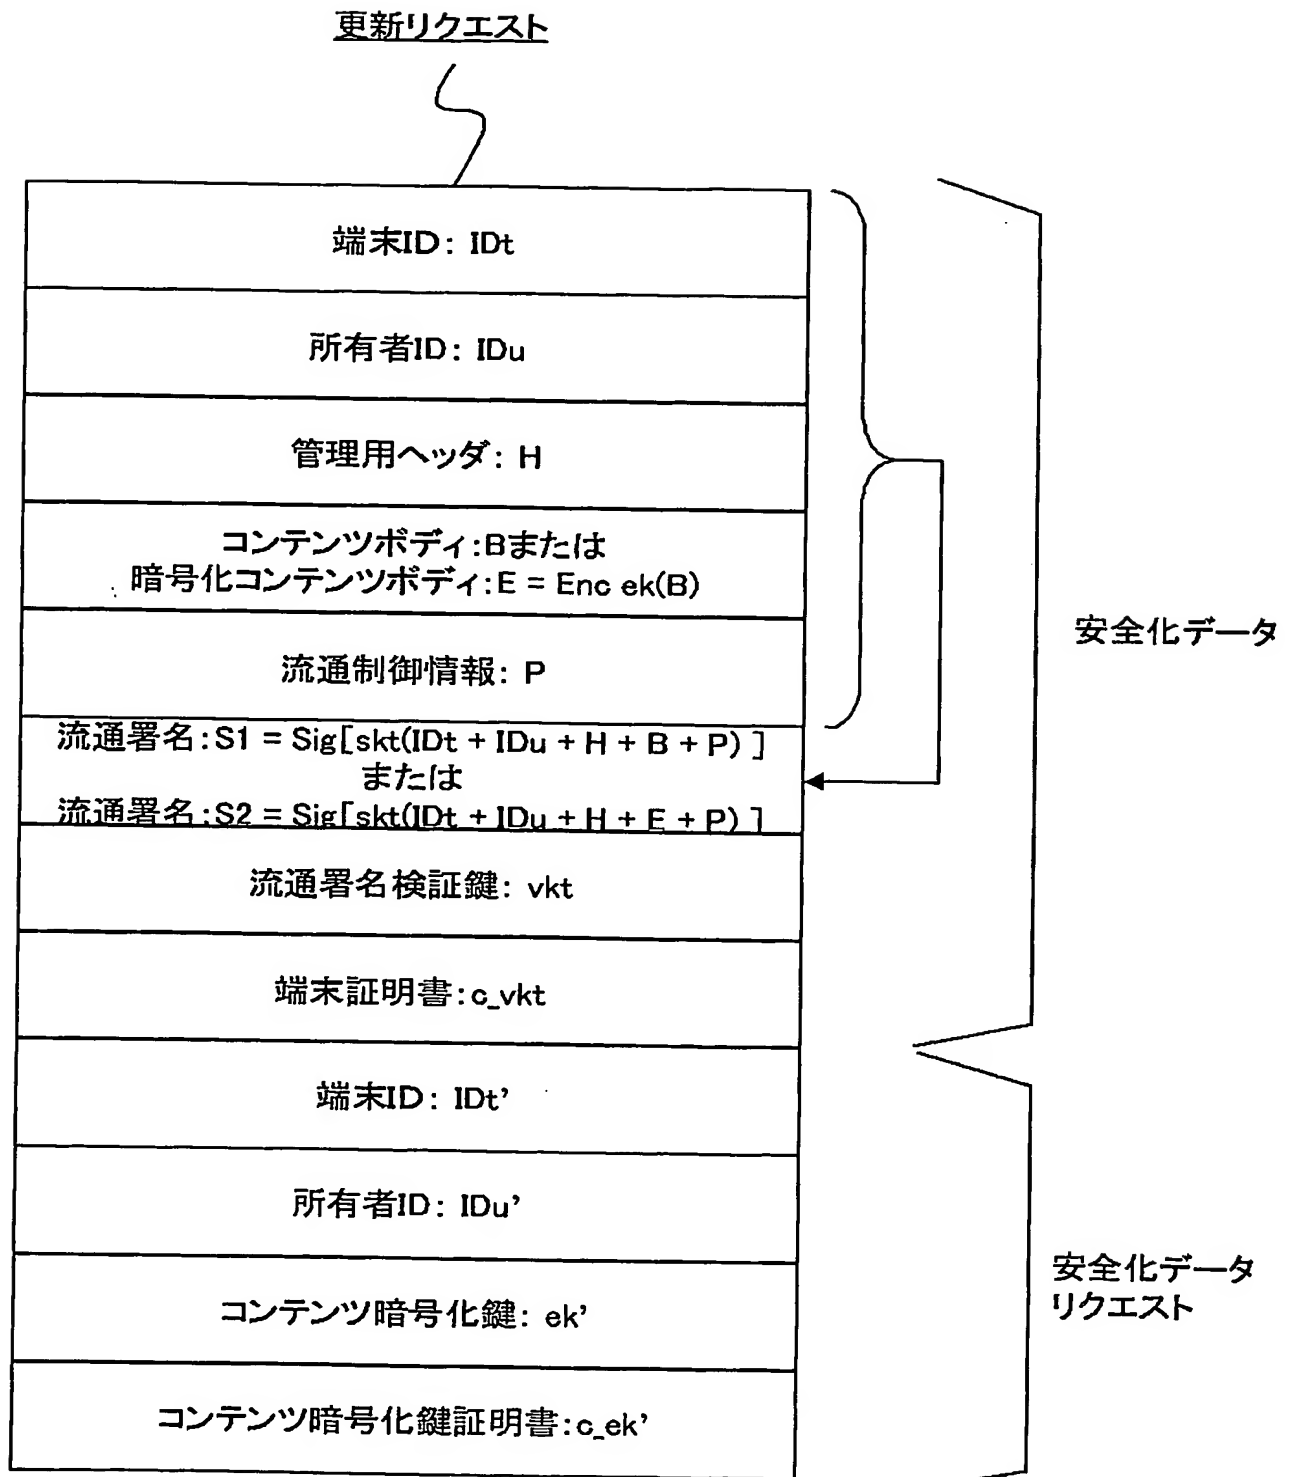 更新リクエスト
端末ID: IDt
所有者ID: IDu
管理用ヘッダ: H
コンテンツボディ:Bまたは
暗号化コンテンツボディ:E = Enc ek(B)
流通制御情報: P
流通署名:S1 = Sig[skt(IDt + IDu + H + B + P) ]
または
流通署名:S2 = Sig[skt(IDt + IDu + H + E + P) ]
流通署名検証鍵: vkt
端末証明書:c_vkt
端末ID: IDt’
所有者ID: IDu’
コンテンツ暗号化鍵: ek’
コンテンツ暗号化鍵証明書:c_ek’
安全化データ
安全化データ
リクエスト